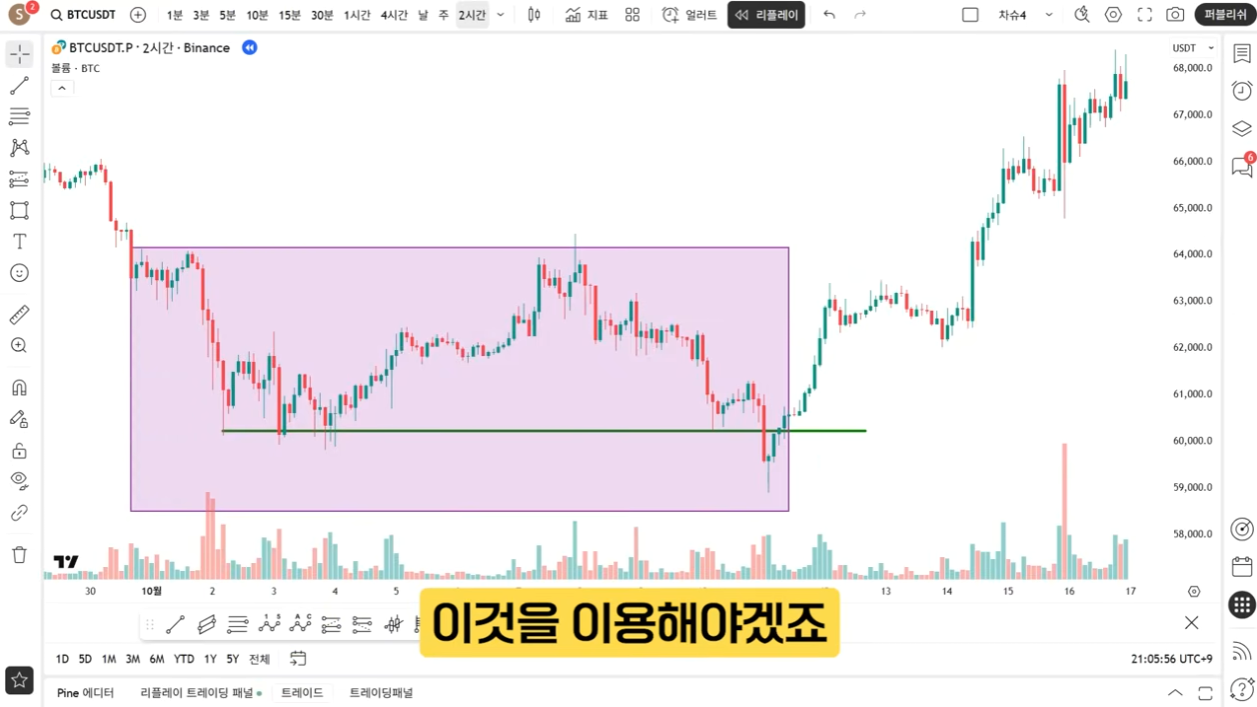 S
2
BTCUSDT
1분 3분 5분 10분 15분 30분 1시간 4시간 날 주 2시간
지표
얼러트
리플레이
차슈4
퍼블리쉬
BTCUSDT.P · 2시간 · Binance
볼륨 · BTC
USDT
68,000.0
67,000.0
66,000.0
65,000.0
64,000.0
63,000.0
62,000.0
61,000.0
60,000.0
59,000.0
58,000.0
6
30 10월 2 3 4 5 13 14 15 16 17
이것을 이용해야겠죠
1D 5D 1M 3M 6M YTD 1Y 5Y 전체
21:05:56 UTC+9
Pine 에디터 리플레이 트레이딩 패널 트레이드 트레이딩패널